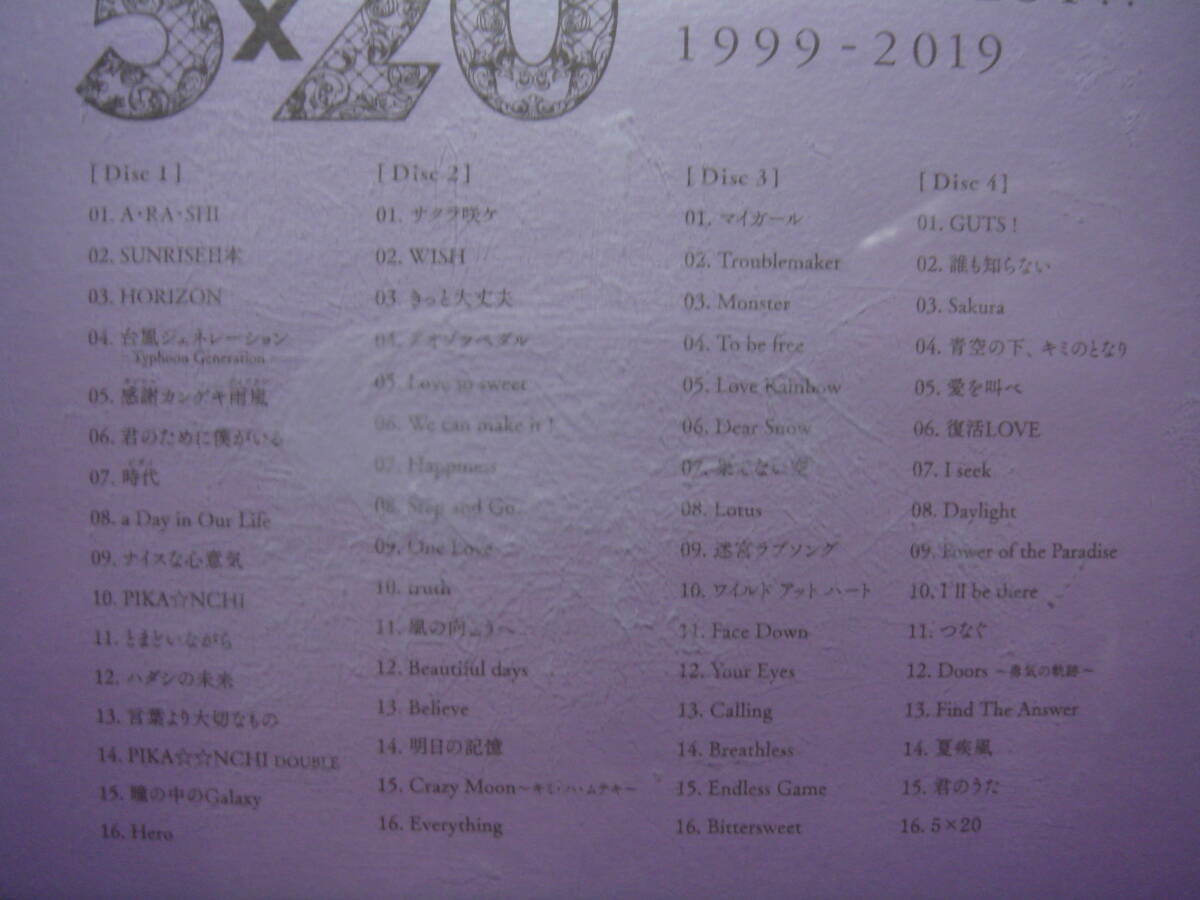 5×20
1999-2019
[Disc 1]
01. A・RA・SHI
02. SUNRISE日本
03. HORIZON
04. 台風ジェネレーション
-Typhoon Generation-
05. 感謝カンゲキ雨嵐
06. 君のために僕がいる
07. 時代
08. a Day in Our Life
09. ナイスな心意気
10. PIKA☆NCHI
11. とまどいながら
12. ハダシの未来
13. 言葉より大切なもの
14. PIKA☆☆NCHI DOUBLE
15. 瞳の中のGalaxy
16. Hero
[Disc 2]
01. サクラ咲ケ
02. WISH
03. きっと大丈夫
04. アオゾラペダル
05. Love so sweet
06. We can make it !
07. Happiness
08. Step and Go
09. One Love
10. truth
11. 風の向こうへ
12. Beautiful days
13. Believe
14. 明日の記憶
15. Crazy Moon～キミ・ハ・ムテキ～
16. Everything
[Disc 3]
01. マイガール
02. Troublemaker
03. Monster
04. To be free
05. Love Rainbow
06. Dear Snow
07. 果てない空
08. Lotus
09. 迷宮ラブソング
10. ワイルド アット ハート
11. Face Down
12. Your Eyes
13. Calling
14. Breathless
15. Endless Game
16. Bittersweet
[Disc 4]
01. GUTS !
02. 誰も知らない
03. Sakura
04. 青空の下、キミのとなり
05. 愛を叫べ
06. 復活LOVE
07. I seek
08. Daylight
09. Power of the Paradise
10. I'll be there
11. つなぐ
12. Doors ～勇気の軌跡～
13. Find The Answer
14. 夏疾風
15. 君のうた
16. 5×20